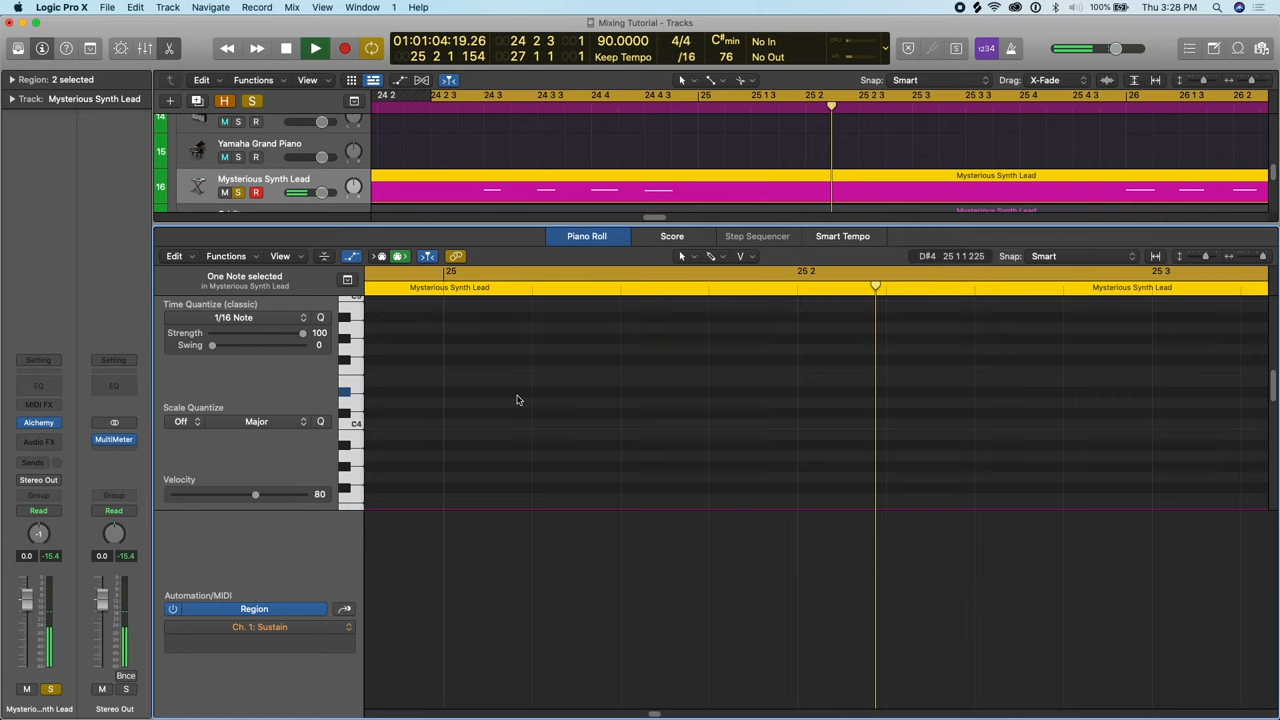 Logic Pro X File Edit Track Navigate Record Mix View Window 1 Help 100% Thu 3:28 PM
Mixing Tutorial - Tracks
01:01:04:19.26 24 2 3 001 90.0000 4/4 C#min No In
25 2 1 154 27 1 1 001 Keep Tempo /16 76 No Out
1234
Region: 2 selected Edit Functions View Snap: Smart Drag: X-Fade
Track: Mysterious Synth Lead H S 24 2 24 2 3 24 3 24 3 3 24 4 24 4 3 25 25 1 3 25 2 25 2 3 25 3 25 3 3 25 4 25 4 3 26 26 1 3 26 2
14 M S R
15 Yamaha Grand Piano
M S R
Mysterious Synth Lead Mysterious Synth Lead
16 M S R
Mysterious Synth Lead
Piano Roll Score Step Sequencer Smart Tempo
Edit Functions View V D#4 25 1 1 225 Snap: Smart
One Note selected 25 25 2 25 3
in Mysterious Synth Lead Mysterious Synth Lead Mysterious Synth Lead
Time Quantize (classic) C5
1/16 Note Q
Strength 100
Swing 0
Setting Setting
EQ EQ
MIDI FX
Scale Quantize
Alchemy Off Major Q C4
Audio FX MultiMeter
Sends
Stereo Out Velocity
Group Group 80
Read Read
-1
0.0 -15.4 0.0 -15.4
Automation/MIDI
Region
Ch. 1: Sustain
Bnce
M S M S
Mysterio...nth Lead Stereo Out